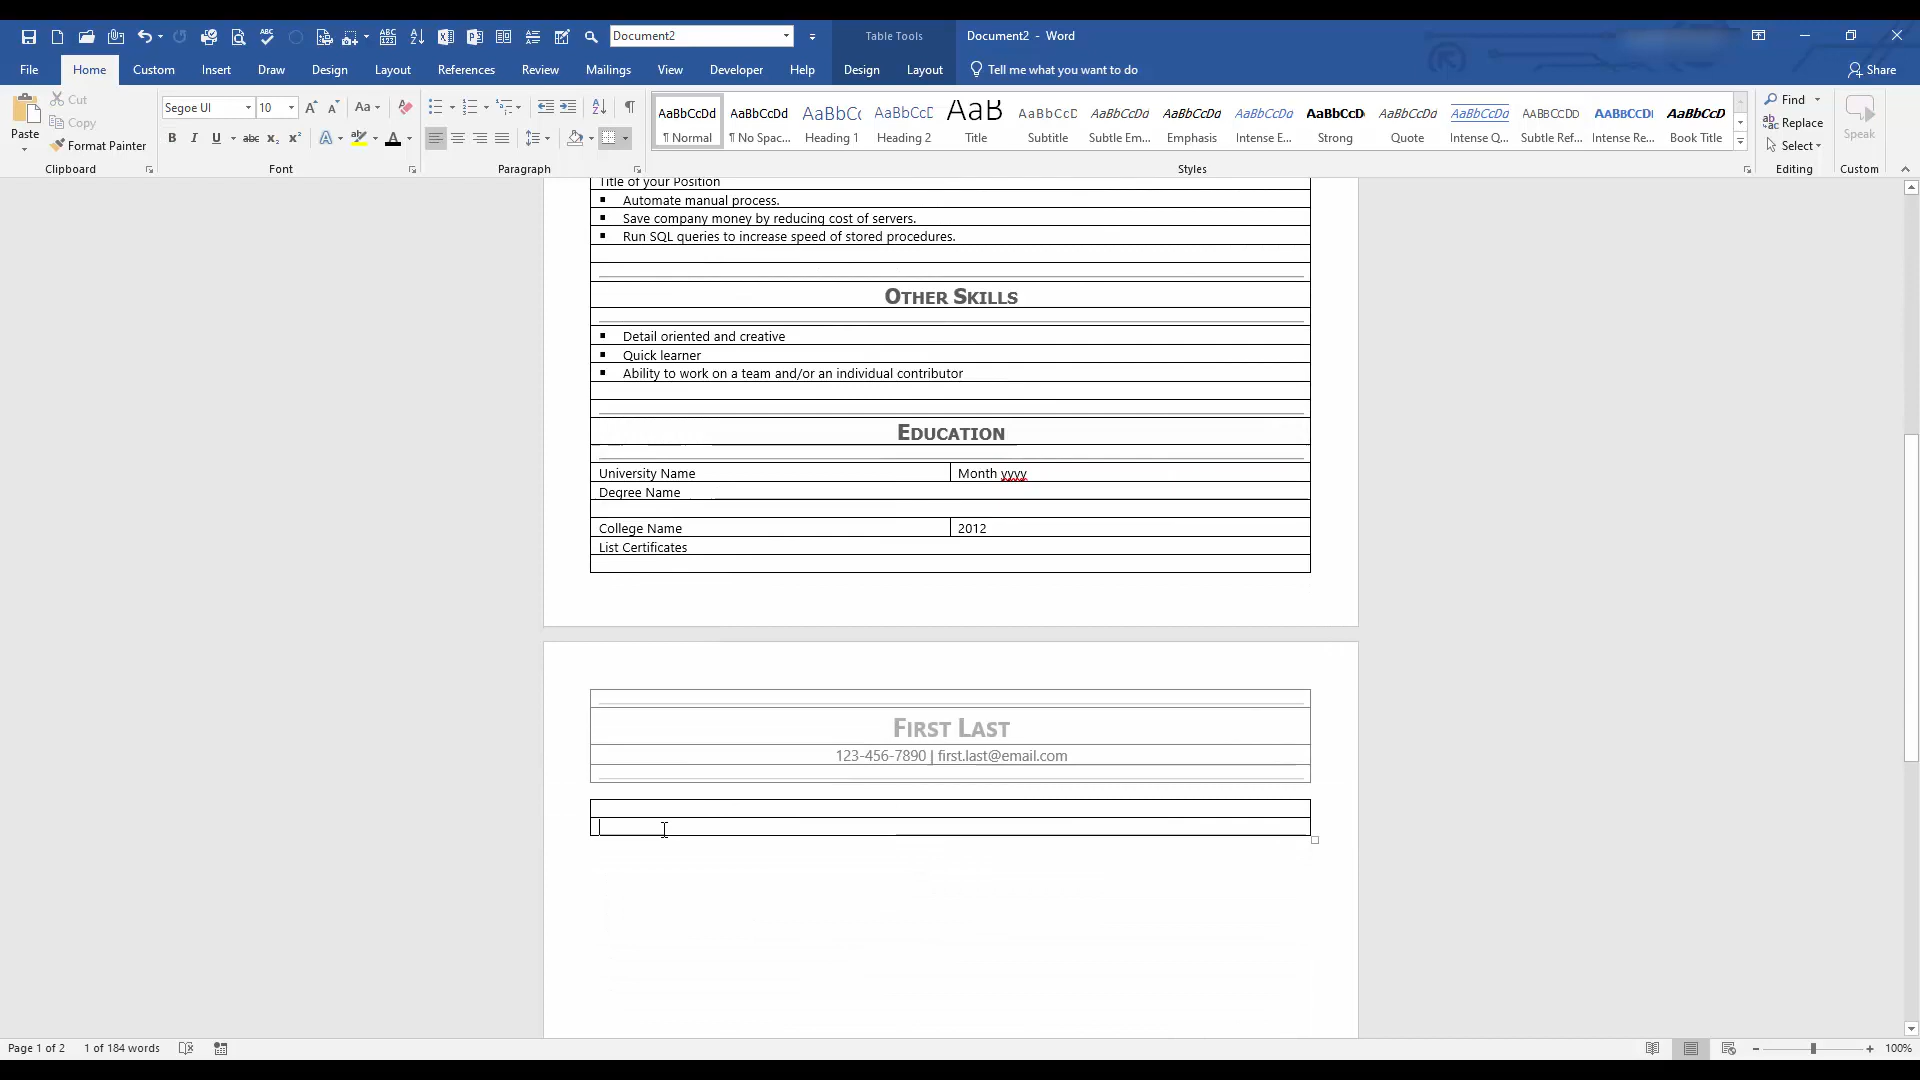 Document2
Table Tools
Document2 - Word
File Home Custom Insert Draw Design Layout References Review Mailings View Developer Help Design Layout Tell me what you want to do Share
Paste
Cut
Copy
Format Painter
Clipboard
Segoe UI 10
Font
Paragraph
AaBbCcDd AaBbCcDd AaBbCc AaBbCcD AaB AaBbCcD AaBbCcDd AaBbCcDd AaBbCcDd AaBbCcDd AaBbCcDd AaBbCcDd AABBCCDD AABBCCDD AaBbCcDd
¶ Normal ¶ No Spac... Heading 1 Heading 2 Title Subtitle Subtle Em... Emphasis Intense E... Strong Quote Intense Q... Subtle Ref... Intense Re... Book Title
Styles
Find
Replace
Select
Editing
Speak
Custom
Title of your Position
▪ Automate manual process.
▪ Save company money by reducing cost of servers.
▪ Run SQL queries to increase speed of stored procedures.
OTHER SKILLS
▪ Detail oriented and creative
▪ Quick learner
▪ Ability to work on a team and/or an individual contributor
EDUCATION
University Name Month yyyy
Degree Name
College Name 2012
List Certificates
FIRST LAST
123-456-7890 | first.last@email.com
Page 1 of 2 1 of 184 words 100%